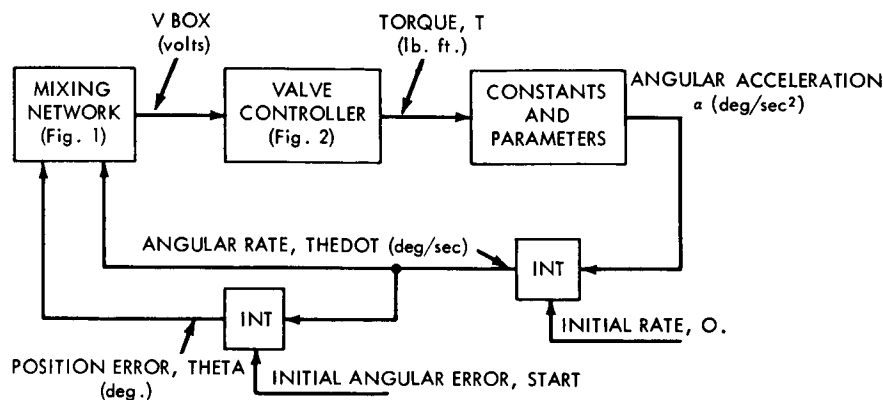 V BOX
(volts)
TORQUE, T
(lb. ft.)
MIXING
NETWORK
(Fig. 1)
VALVE
CONTROLLER
(Fig. 2)
CONSTANTS
AND
PARAMETERS
ANGULAR ACCELERATION
α (deg/sec²)
ANGULAR RATE, THEDOT (deg/sec)
INT
INT
INITIAL RATE, O.
POSITION ERROR, THETA
(deg.)
INITIAL ANGULAR ERROR, START